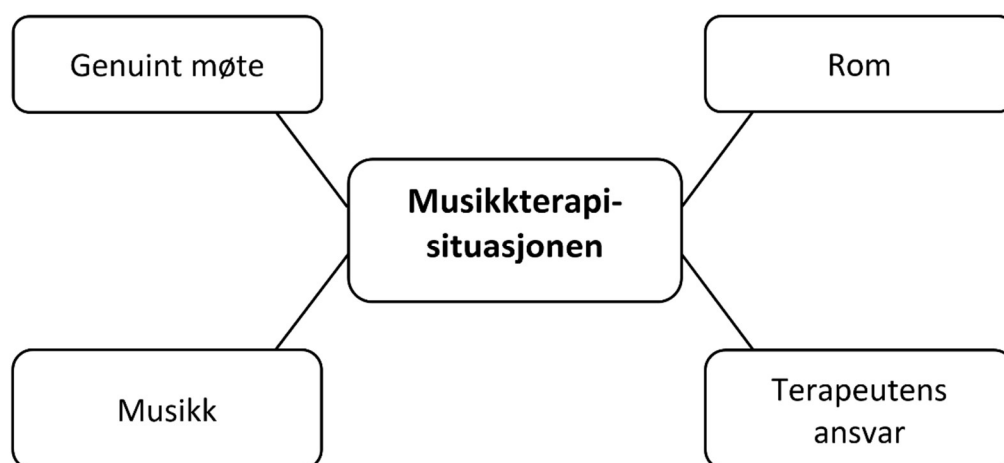 Genuint møte
Rom
Musikkterapi-
situasjonen
Musikk
Terapeutens
ansvar